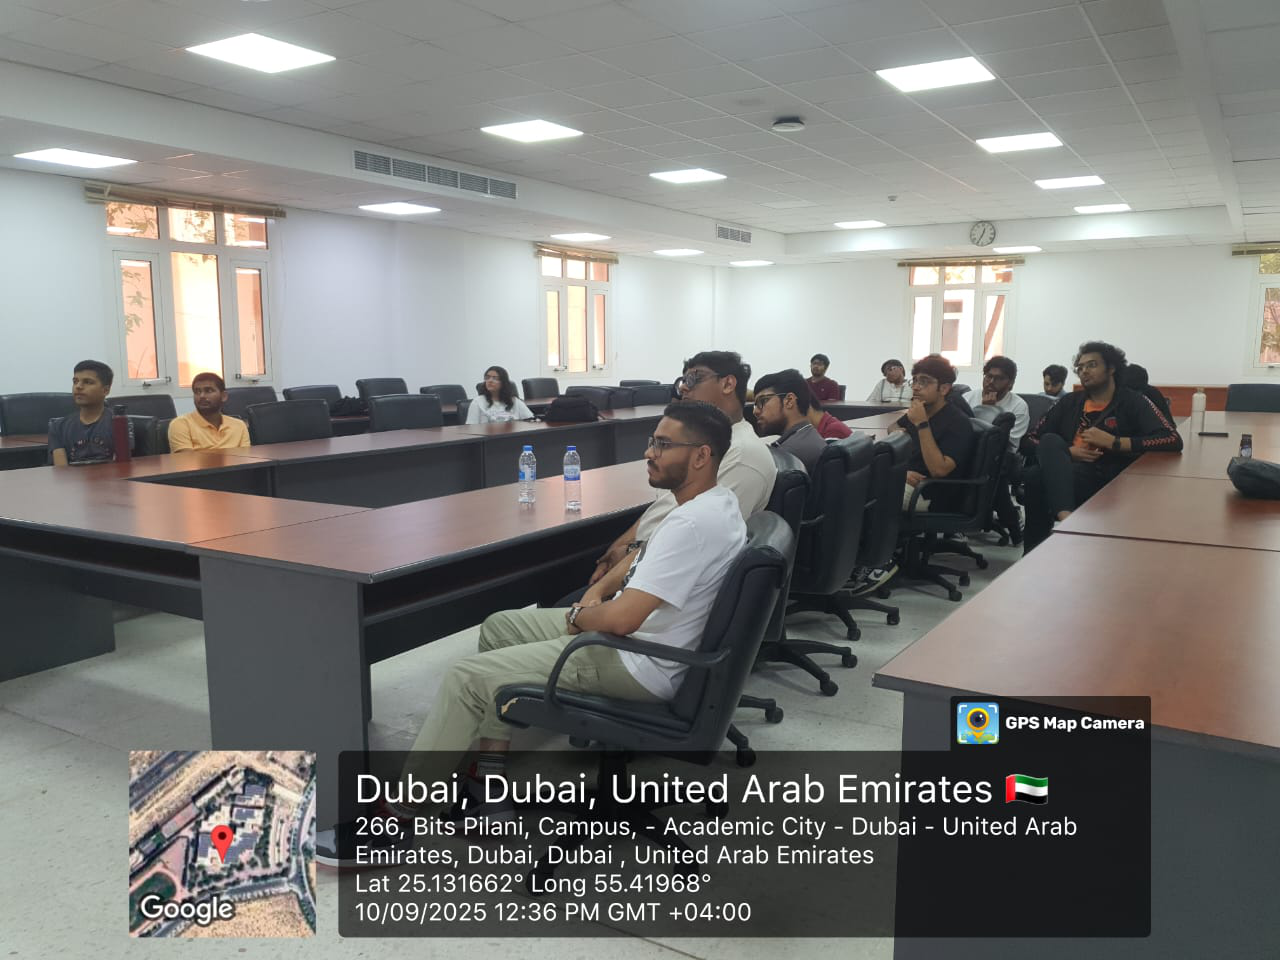 GPS Map Camera
Dubai, Dubai, United Arab Emirates 🇦🇪
266, Bits Pilani, Campus, - Academic City - Dubai - United Arab
Emirates, Dubai, Dubai , United Arab Emirates
Lat 25.131662° Long 55.41968°
10/09/2025 12:36 PM GMT +04:00
Google